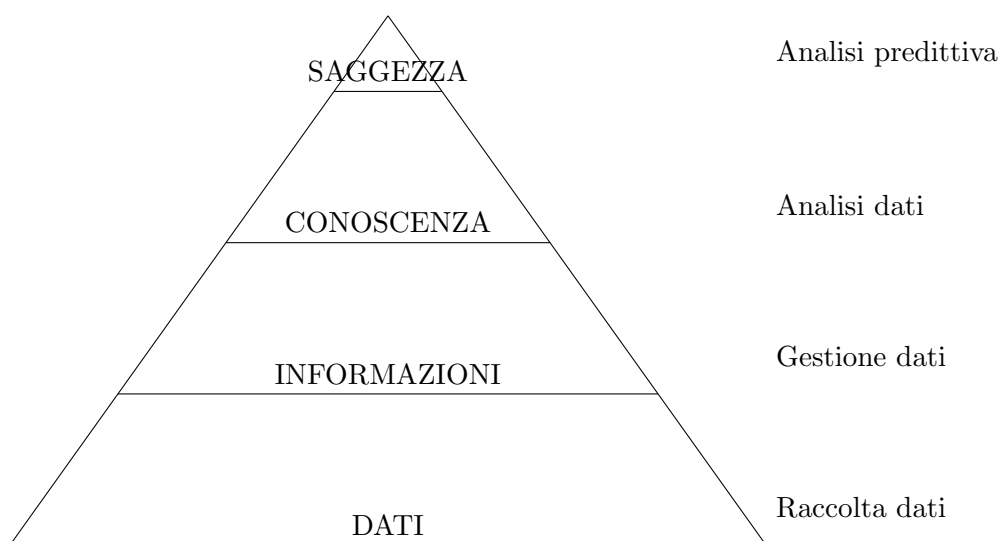 Analisi predittiva
SAGGEZZA
Analisi dati
CONOSCENZA
Gestione dati
INFORMAZIONI
Raccolta dati
DATI